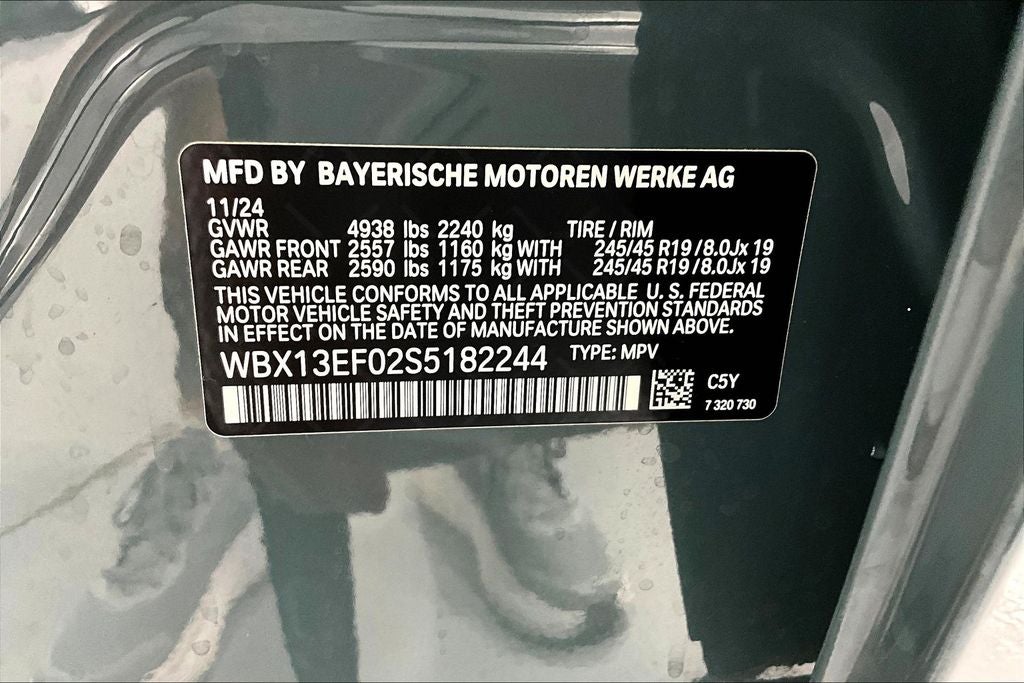 MFD BY BAYERISCHE MOTOREN WERKE AG
11/24
GVWR 4938 lbs 2240 kg TIRE / RIM
GAWR FRONT 2557 lbs 1160 kg WITH 245/45 R19 / 8.0Jx 19
GAWR REAR 2590 lbs 1175 kg WITH 245/45 R19 / 8.0Jx 19
THIS VEHICLE CONFORMS TO ALL APPLICABLE U. S. FEDERAL
MOTOR VEHICLE SAFETY AND THEFT PREVENTION STANDARDS
IN EFFECT ON THE DATE OF MANUFACTURE SHOWN ABOVE.
WBX13EF02S5182244 TYPE: MPV
C5Y
7 320 730